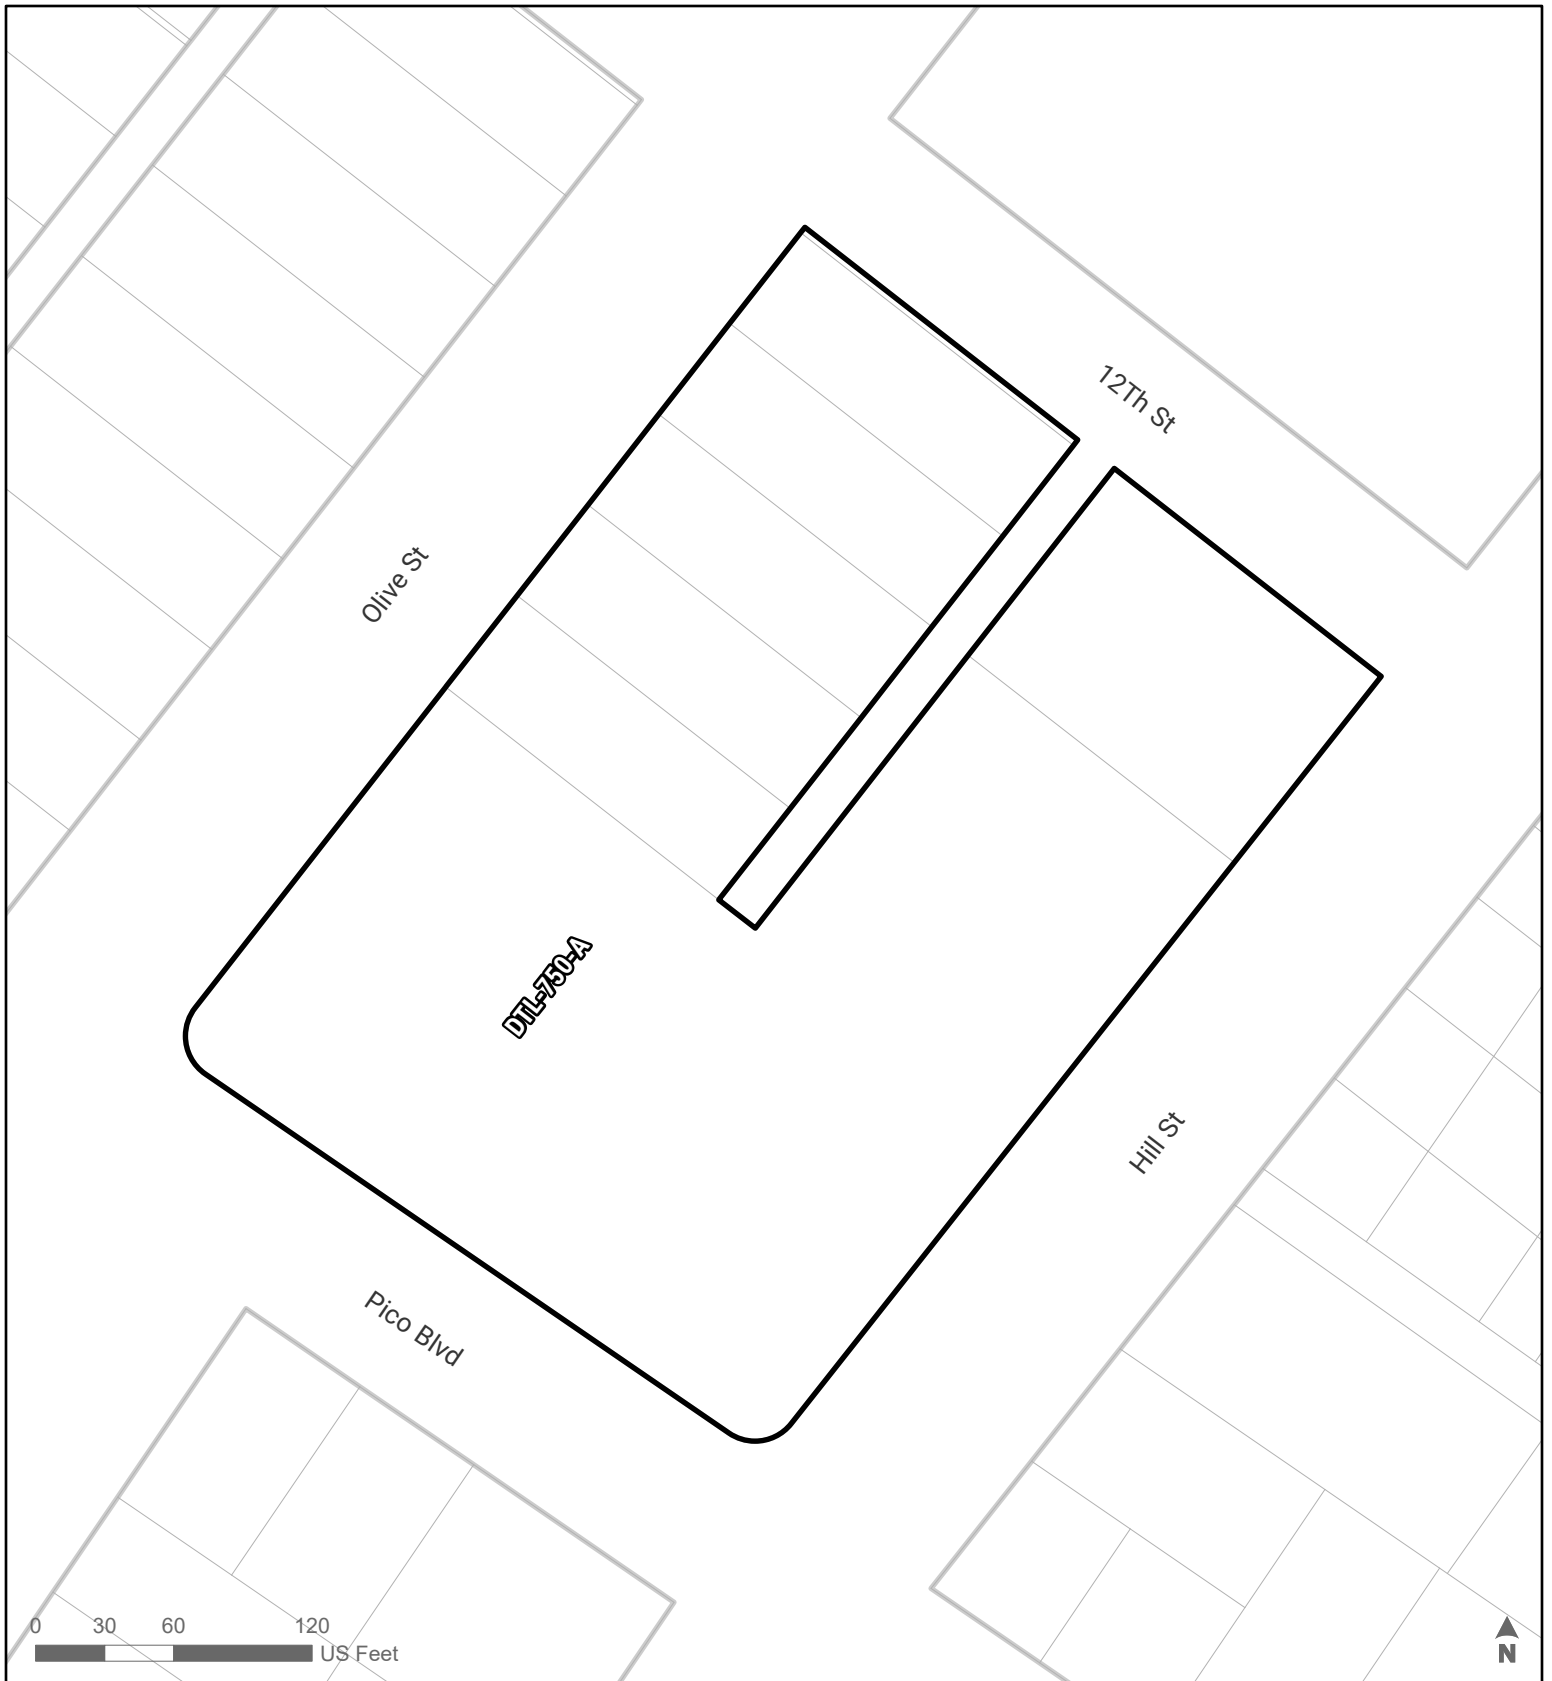 12Th St
Olive St
DTL-750-A
Hill St
Pico Blvd
0 30 60 120
US Feet
N